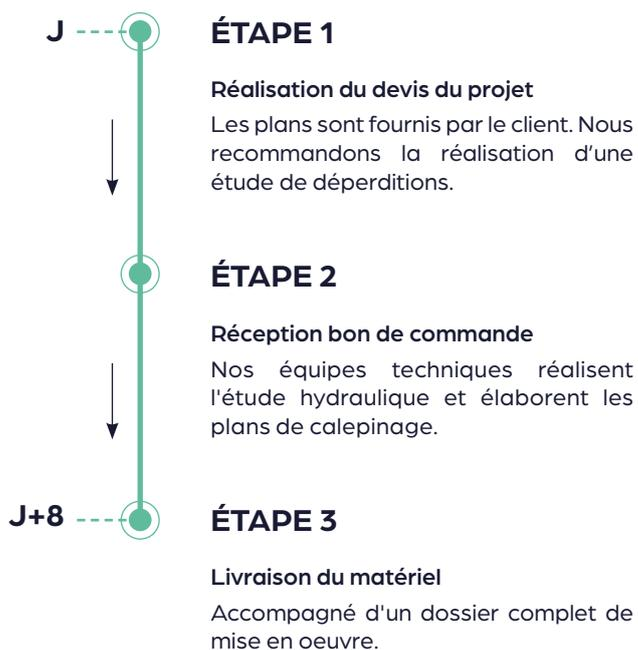 J
ÉTAPE 1
Réalisation du devis du projet
Les plans sont fournis par le client. Nous
recommandons la réalisation d'une
étude de déperditions.
ÉTAPE 2
Réception bon de commande
Nos équipes techniques réalisent
l'étude hydraulique et élaborent les
plans de calepinage.
J+8
ÉTAPE 3
Livraison du matériel
Accompagné d'un dossier complet de
mise en oeuvre.